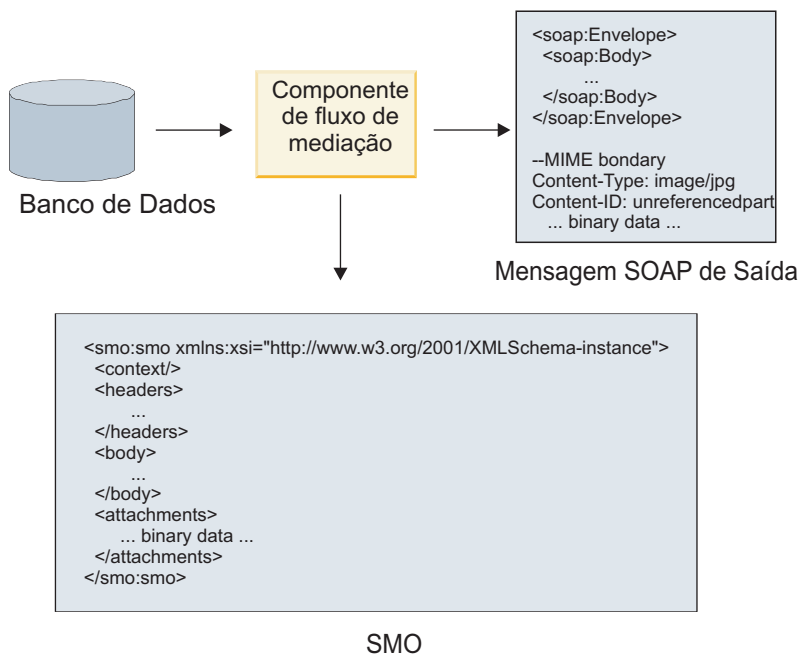 Banco de Dados
Componente
de fluxo de
mediação
<soap:Envelope>
<soap:Body>
...
</soap:Body>
</soap:Envelope>
--MIME bondary
Content-Type: image/jpg
Content-ID: unreferencedpart
... binary data ...
Mensagem SOAP de Saída
<smo:smo xmlns:xsi="http://www.w3.org/2001/XMLSchema-instance">
<context/>
<headers>
...
</headers>
<body>
...
</body>
<attachments>
... binary data ...
</attachments>
</smo:smo>
SMO